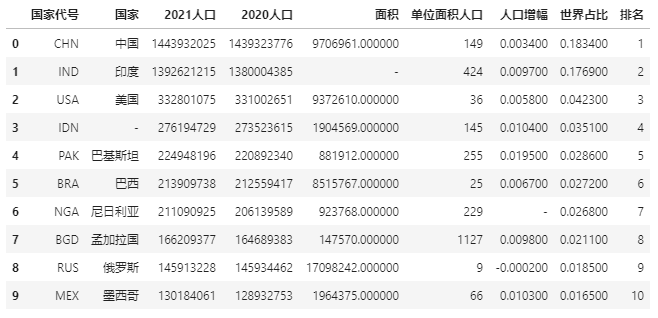 国家代号 国家 2021人口 2020人口 面积 单位面积人口 人口增幅 世界占比 排名
0 CHN 中国 1443932025 1439323776 9706961.000000 149 0.003400 0.183400 1
1 IND 印度 1392621215 1380004385 - 424 0.009700 0.176900 2
2 USA 美国 332801075 331002651 9372610.000000 36 0.005800 0.042300 3
3 IDN - 276194729 273523615 1904569.000000 145 0.010400 0.035100 4
4 PAK 巴基斯坦 224948196 220892340 881912.000000 255 0.019500 0.028600 5
5 BRA 巴西 213909738 212559417 8515767.000000 25 0.006700 0.027200 6
6 NGA 尼日利亚 211090925 206139589 923768.000000 229 - 0.026800 7
7 BGD 孟加拉国 166209377 164689383 147570.000000 1127 0.009800 0.021100 8
8 RUS 俄罗斯 145913228 145934462 17098242.000000 9 -0.000200 0.018500 9
9 MEX 墨西哥 130184061 128932753 1964375.000000 66 0.010300 0.016500 10